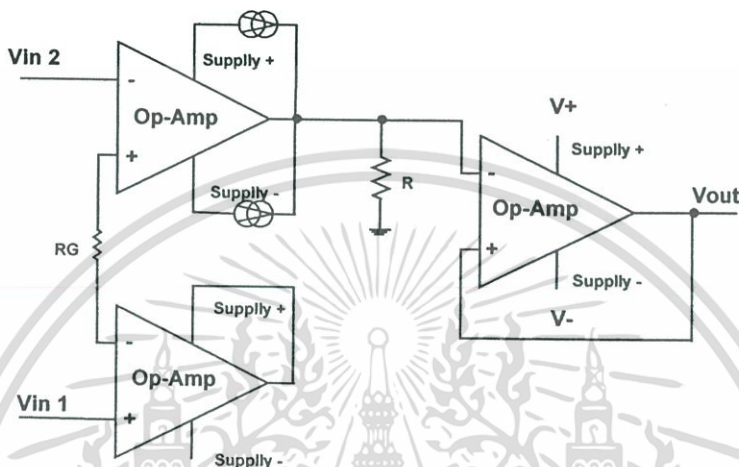 Vin 2
-
Op-Amp
+
Supplly +
Supplly -
R
RG
V+
Supplly +
-
Op-Amp
+
Supplly -
V-
Vout
Supplly +
-
Op-Amp
+
Vin 1
Supplly -